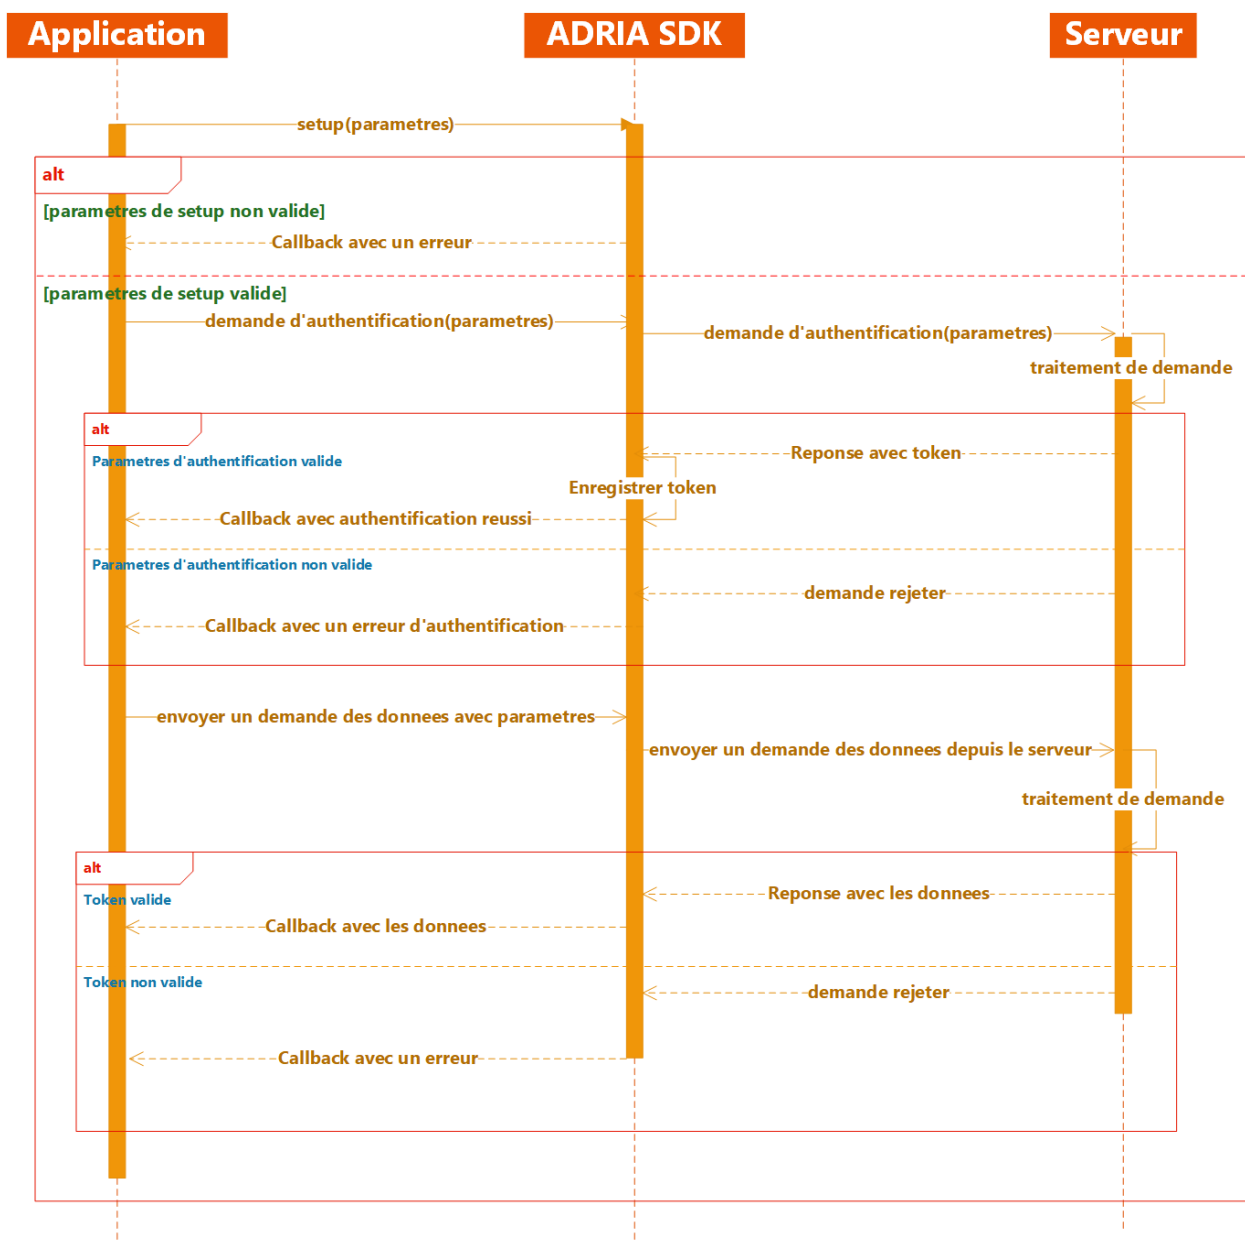 Application
ADRIA SDK
Serveur
setup(parametres)
alt
[parametres de setup non valide]
Callback avec un erreur
[parametres de setup valide]
demande d'authentification(parametres)
demande d'authentification(parametres)
traitement de demande
alt
Reponse avec token
Parametres d'authentification valide
Enregistrer token
Callback avec authentification reussi
Parametres d'authentification non valide
demande rejeter
Callback avec un erreur d'authentification
envoyer un demande des donnees avec parametres
envoyer un demande des donnees depuis le serveur
traitement de demande
alt
Reponse avec les donnees
Token valide
Callback avec les donnees
Token non valide
demande rejeter
Callback avec un erreur